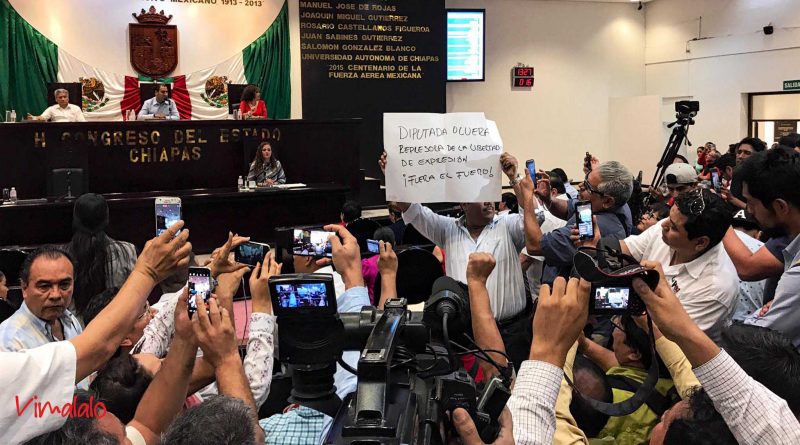 MEXICANO 1913 - 2013
MANUEL JOSE DE ROJAS
JOAQUIN MIGUEL GUTIERREZ
ROSARIO CASTELLANOS FIGUEROA
JUAN SABINES GUTIERREZ
SALOMON GONZALEZ BLANCO
UNIVERSIDAD AUTONOMA DE CHIAPAS
"2015 CENTENARIO DE LA
FUERZA AEREA MEXICANA"
SALIDA
H. CONGRESO DEL ESTADO
CHIAPAS
DIPUTADA OLVERA
REPRESORA DE LA LIBERTAD
DE EXPRESIÓN
¡FUERA EL FUERO!
Vimalalo